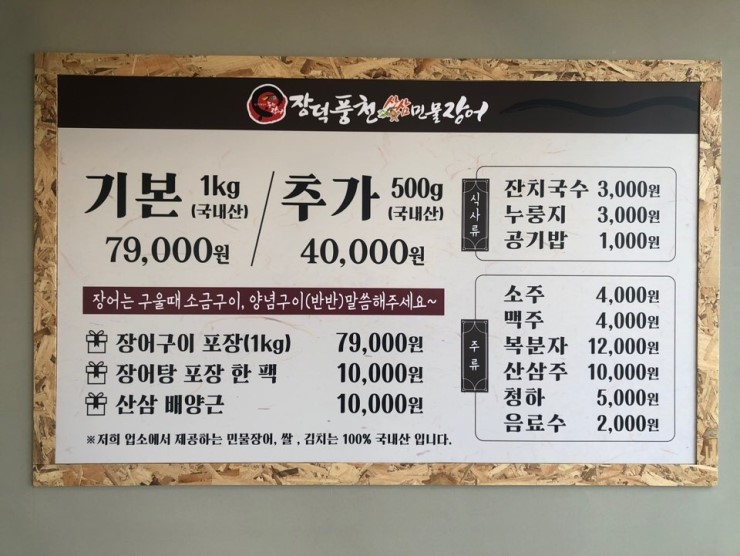 장덕풍천 산삼민물장어
기본 1kg (국내산) 79,000원
추가 500g (국내산) 40,000원
장어는 구울때 소금구이, 양념구이(반반)말씀해주세요~
장어구이 포장(1kg) 79,000원
장어탕 포장 한 팩 10,000원
산삼 배양근 10,000원
※저희 업소에서 제공하는 민물장어, 쌀, 김치는 100% 국내산 입니다.
식사류
잔치국수 3,000원
누룽지 3,000원
공기밥 1,000원
주류
소주 4,000원
맥주 4,000원
복분자 12,000원
산삼주 10,000원
청하 5,000원
음료수 2,000원